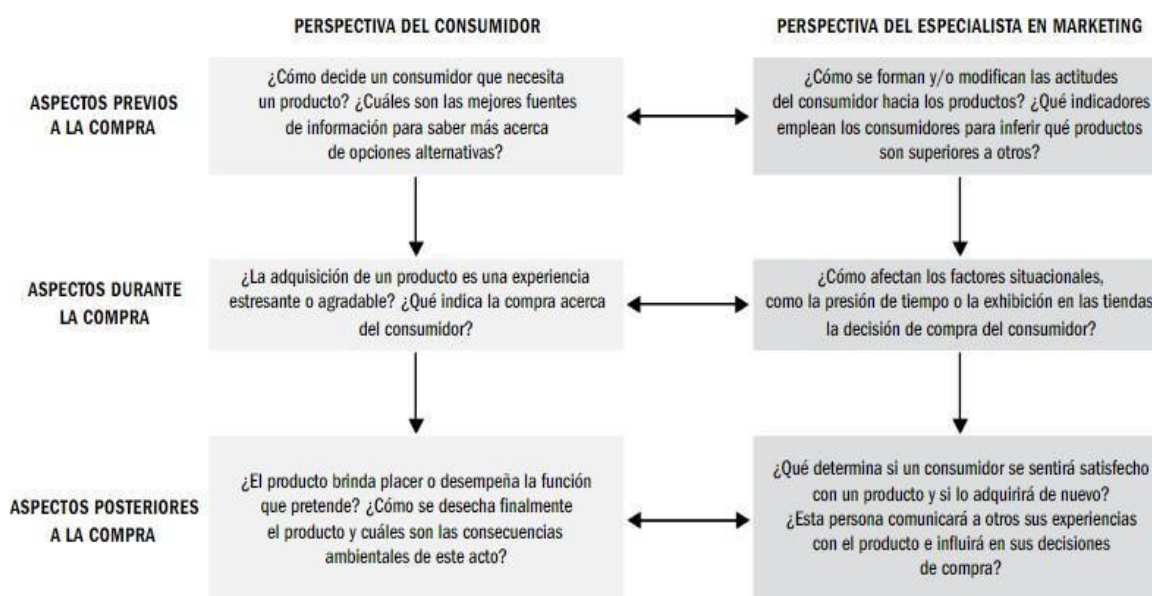 PERSPECTIVA DEL CONSUMIDOR
PERSPECTIVA DEL ESPECIALISTA EN MARKETING
ASPECTOS PREVIOS
A LA COMPRA
¿Cómo decide un consumidor que necesita
un producto? ¿Cuáles son las mejores fuentes
de información para saber más acerca
de opciones alternativas?
¿Cómo se forman y/o modifican las actitudes
del consumidor hacia los productos? ¿Qué indicadores
emplean los consumidores para inferir qué productos
son superiores a otros?
ASPECTOS DURANTE
LA COMPRA
¿La adquisición de un producto es una experiencia
estresante o agradable? ¿Qué indica la compra acerca
del consumidor?
¿Cómo afectan los factores situacionales,
como la presión de tiempo o la exhibición en las tiendas
la decisión de compra del consumidor?
ASPECTOS POSTERIORES
A LA COMPRA
¿El producto brinda placer o desempeña la función
que pretende? ¿Cómo se desecha finalmente
el producto y cuáles son las consecuencias
ambientales de este acto?
¿Qué determina si un consumidor se sentirá satisfecho
con un producto y si lo adquirirá de nuevo?
¿Esta persona comunicará a otros sus experiencias
con el producto e influirá en sus decisiones
de compra?